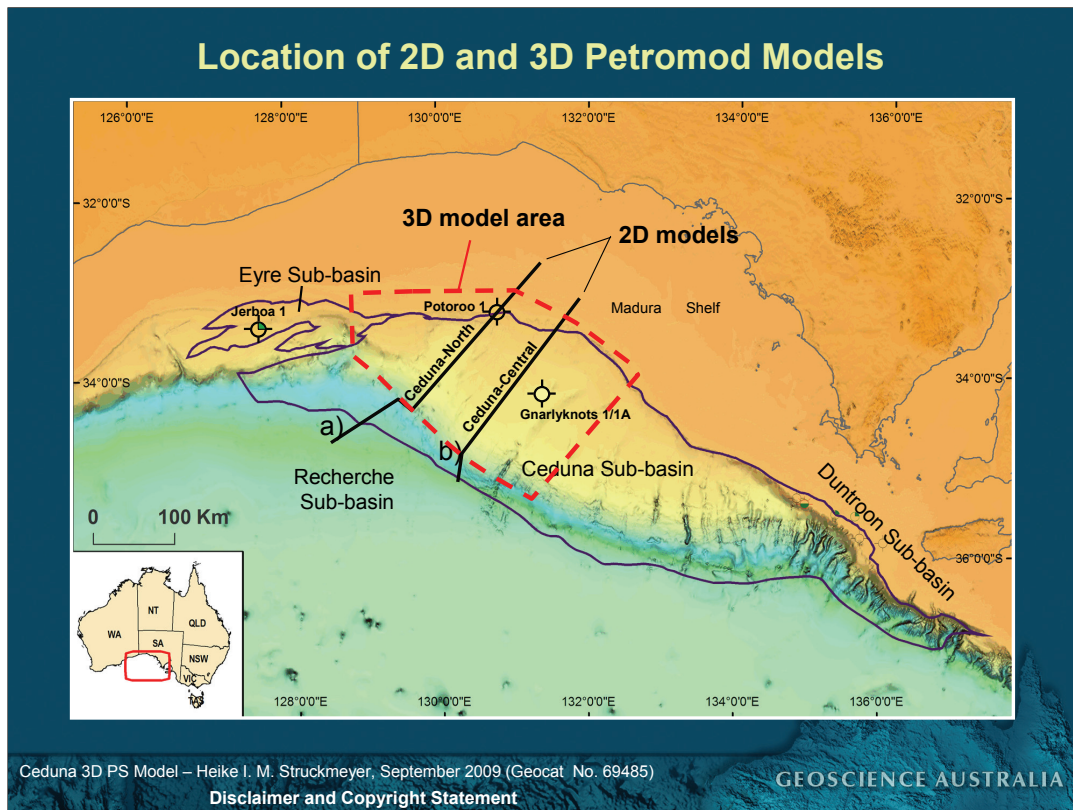 Location of 2D and 3D Petromod Models
126°0'0"E 128°0'0"E 130°0'0"E 132°0'0"E 134°0'0"E 136°0'0"E
32°0'0"S 32°0'0"S
3D model area
2D models
Eyre Sub-basin
Jerboa 1
Potoroo 1
Madura Shelf
Ceduna-North
Ceduna-Central
34°0'0"S 34°0'0"S
Gnarlyknots 1/1A
a)
b)
Ceduna Sub-basin
Recherche
Sub-basin
Duntroon Sub-basin
0 100 Km
36°0'0"S
NT
QLD
WA
SA
NSW
VIC
TAS
128°0'0"E 130°0'0"E 132°0'0"E 134°0'0"E 136°0'0"E
Ceduna 3D PS Model – Heike I. M. Struckmeyer, September 2009 (Geocat No. 69485)
GEOSCIENCE AUSTRALIA
Disclaimer and Copyright Statement